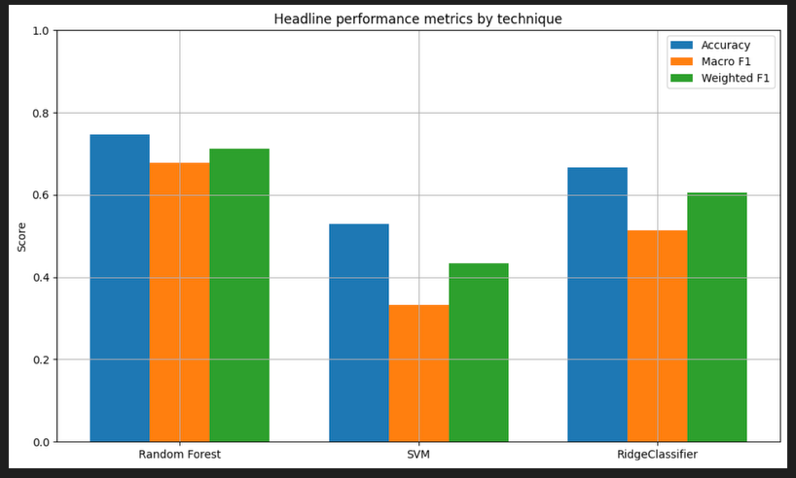 Headline performance metrics by technique
1.0
0.8
0.6
0.4
0.2
0.0
Score
Accuracy
Macro F1
Weighted F1
Random Forest
SVM
RidgeClassifier